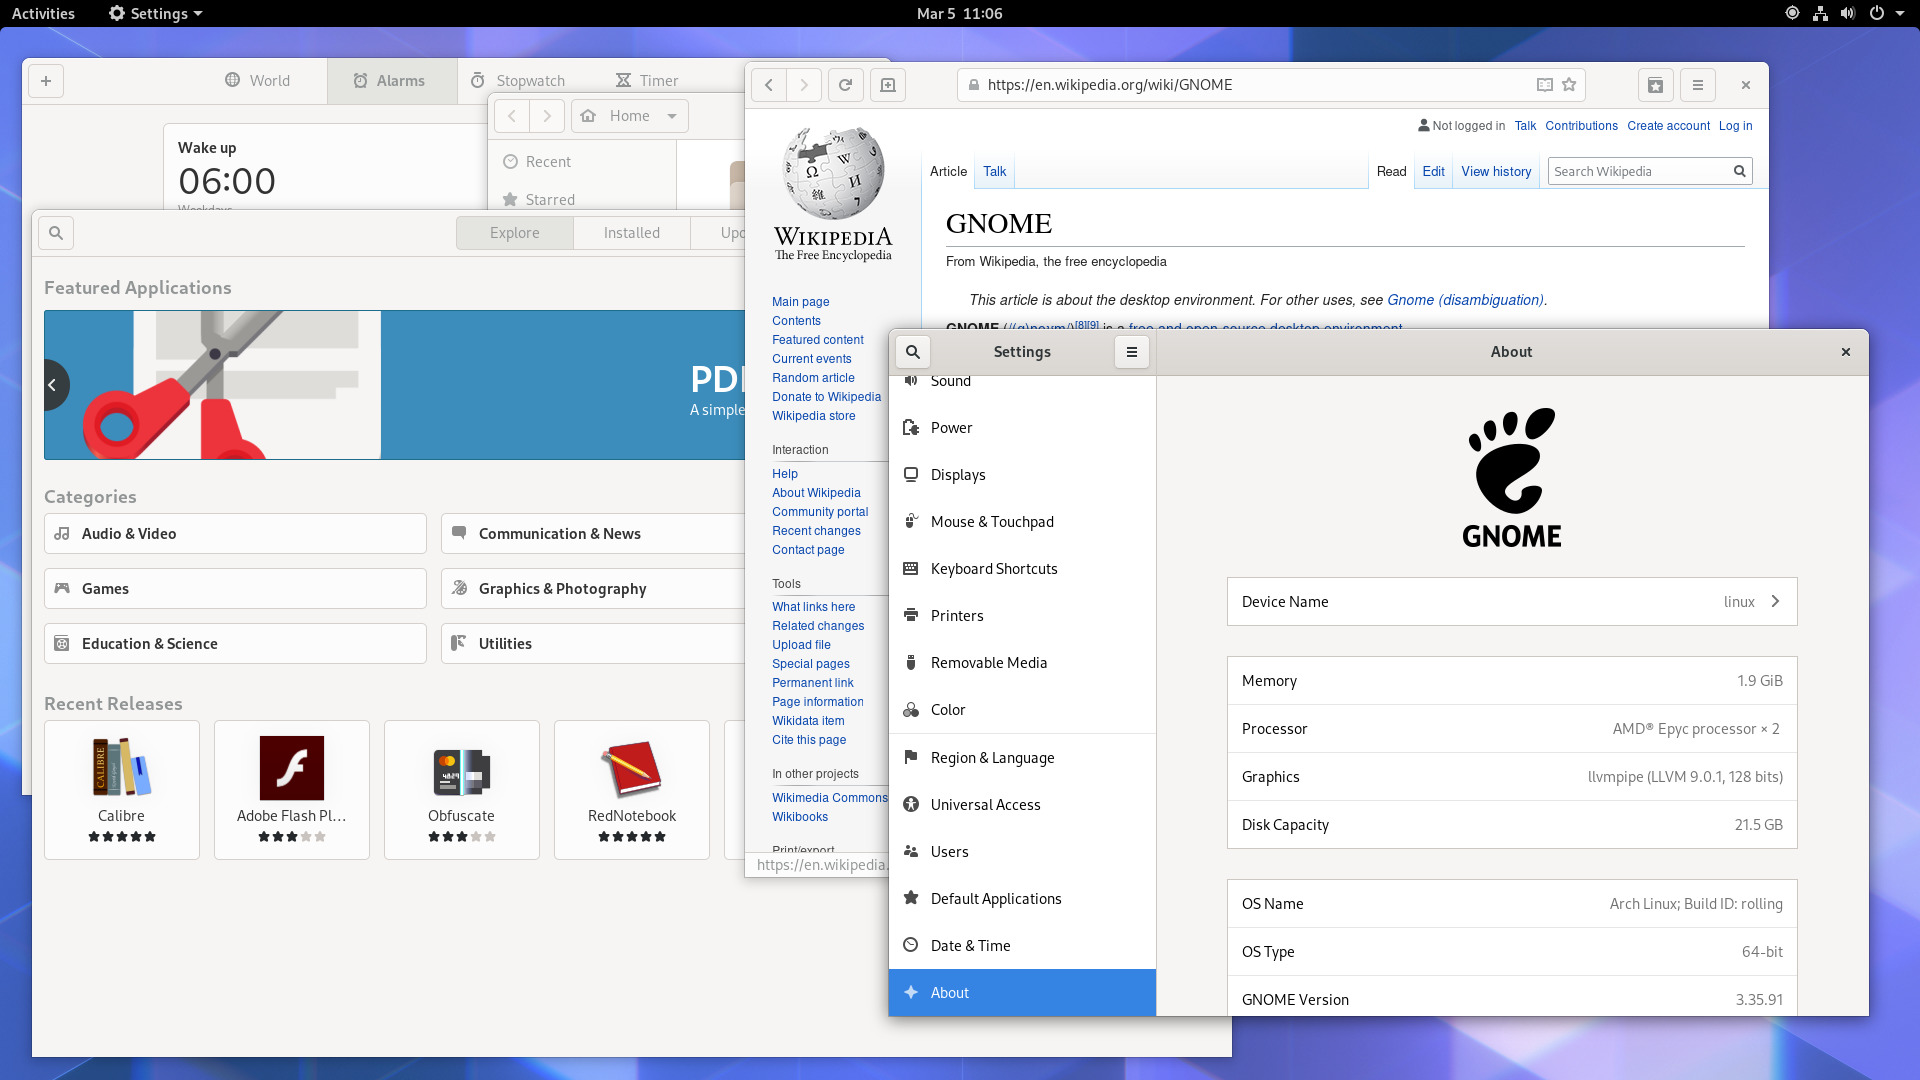 Activities
Settings
Mar 5 11:06
World
Alarms
Stopwatch
Timer
Wake up
06:00
Weekdays
Home
Recent
Starred
Explore
Installed
Featured Applications
A simple
Categories
Audio & Video
Communication & News
Games
Graphics & Photography
Education & Science
Utilities
Recent Releases
CALIBRE
Calibre
Adobe Flash Pl…
Obfuscate
RedNotebook
https://en.wikipedia.org/wiki/GNOME
WIKIPEDIA
The Free Encyclopedia
Main page
Contents
Featured content
Current events
Random article
Donate to Wikipedia
Wikipedia store
Interaction
Help
About Wikipedia
Community portal
Recent changes
Contact page
Tools
What links here
Related changes
Upload file
Special pages
Permanent link
Page information
Wikidata item
Cite this page
In other projects
Wikimedia Commons
Wikibooks
Print/export
https://en.wikipedia.
Not logged in Talk Contributions Create account Log in
Article Talk
Read Edit View history
Search Wikipedia
GNOME
From Wikipedia, the free encyclopedia
This article is about the desktop environment. For other uses, see Gnome (disambiguation).
GNOME (/(ɡ)noʊm/)[8][9] is a free and open-source desktop environment
Settings
About
Sound
Power
Displays
Mouse & Touchpad
Keyboard Shortcuts
Printers
Removable Media
Color
Region & Language
Universal Access
Users
Default Applications
Date & Time
About
GNOME
Device Name linux
Memory 1.9 GiB
Processor AMD® Epyc processor × 2
Graphics llvmpipe (LLVM 9.0.1, 128 bits)
Disk Capacity 21.5 GB
OS Name Arch Linux; Build ID: rolling
OS Type 64-bit
GNOME Version 3.35.91